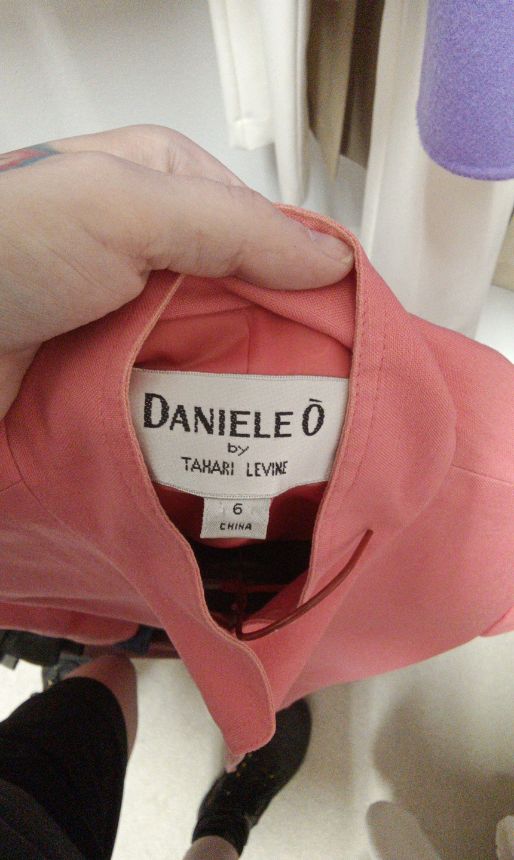 DANIELE Ò
by
TAHARI LEVINE
6
CHINA